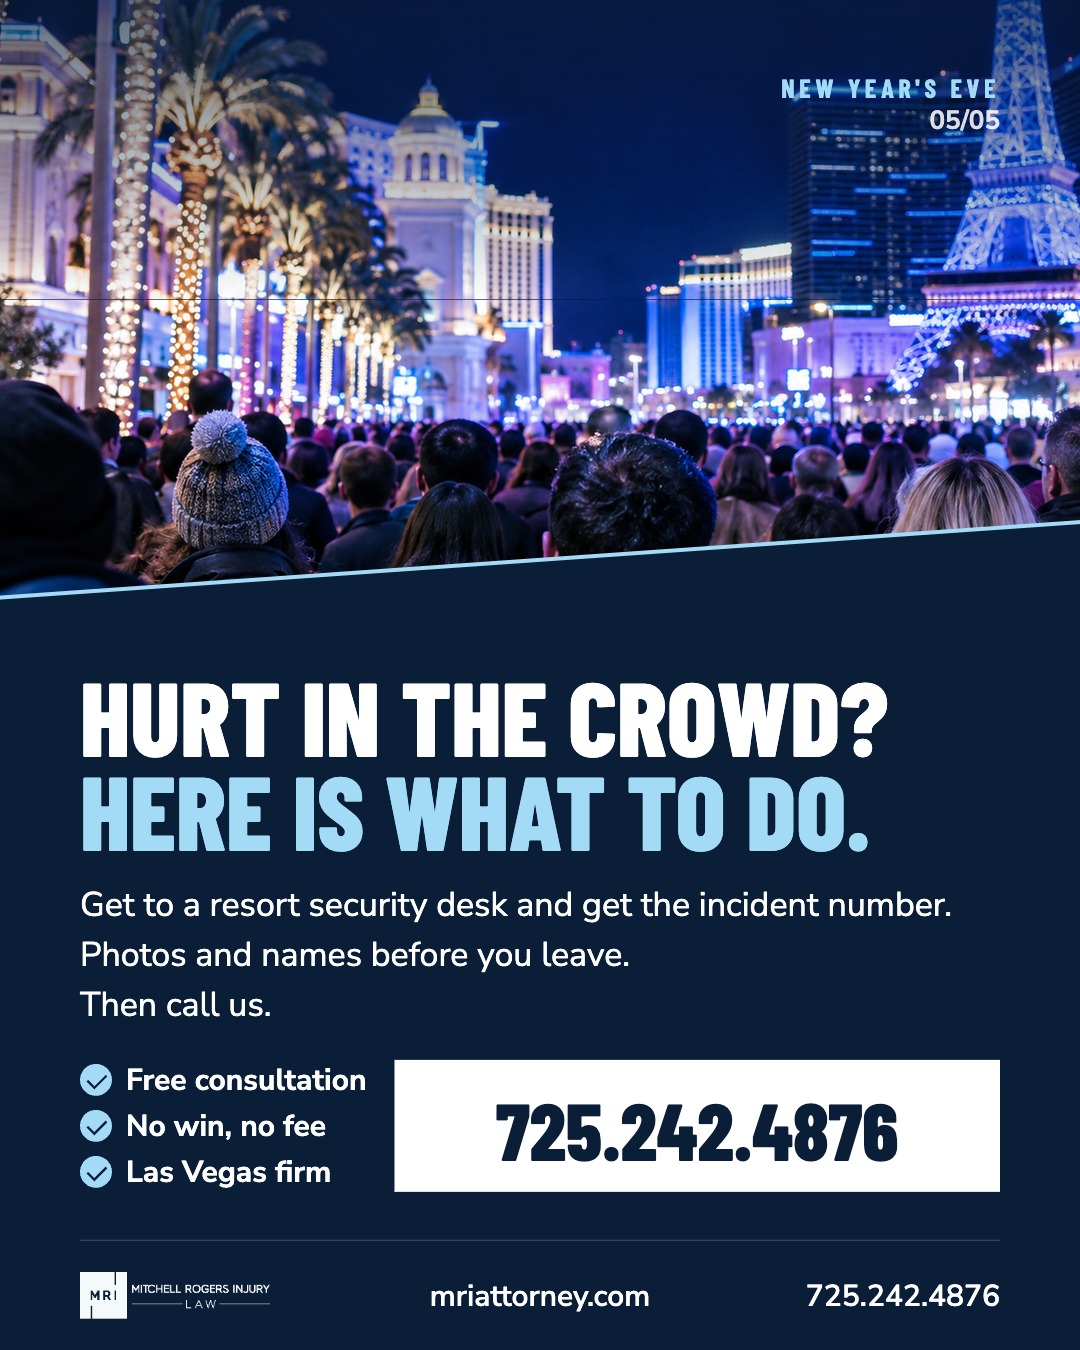 NEW YEAR'S EVE
05/05
HURT IN THE CROWD?
HERE IS WHAT TO DO.
Get to a resort security desk and get the incident number.
Photos and names before you leave.
Then call us.
Free consultation
No win, no fee
Las Vegas firm
725.242.4876
MRI
MITCHELL ROGERS INJURY
LAW
mriattorney.com
725.242.4876